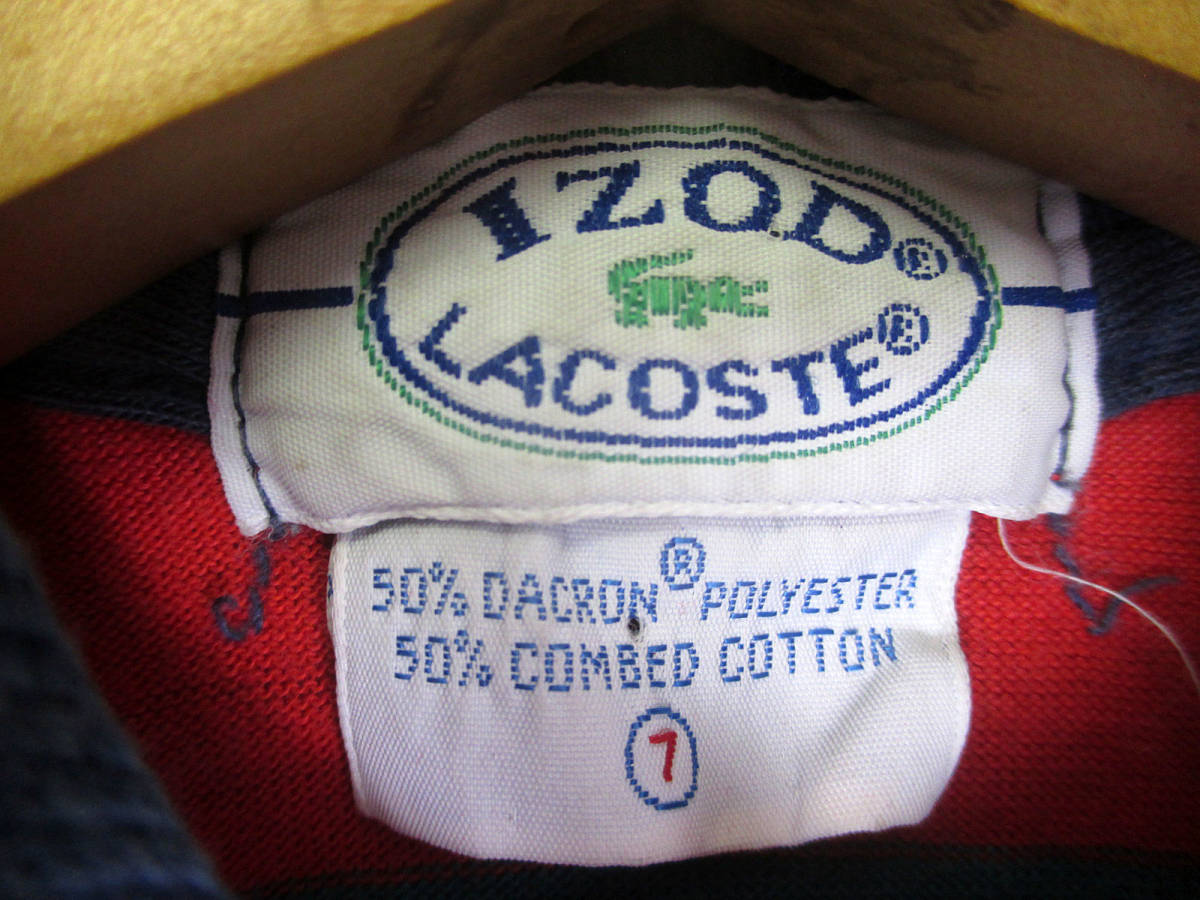 IZOD®
LACOSTE®
50% DACRON® POLYESTER
50% COMBED COTTON
7